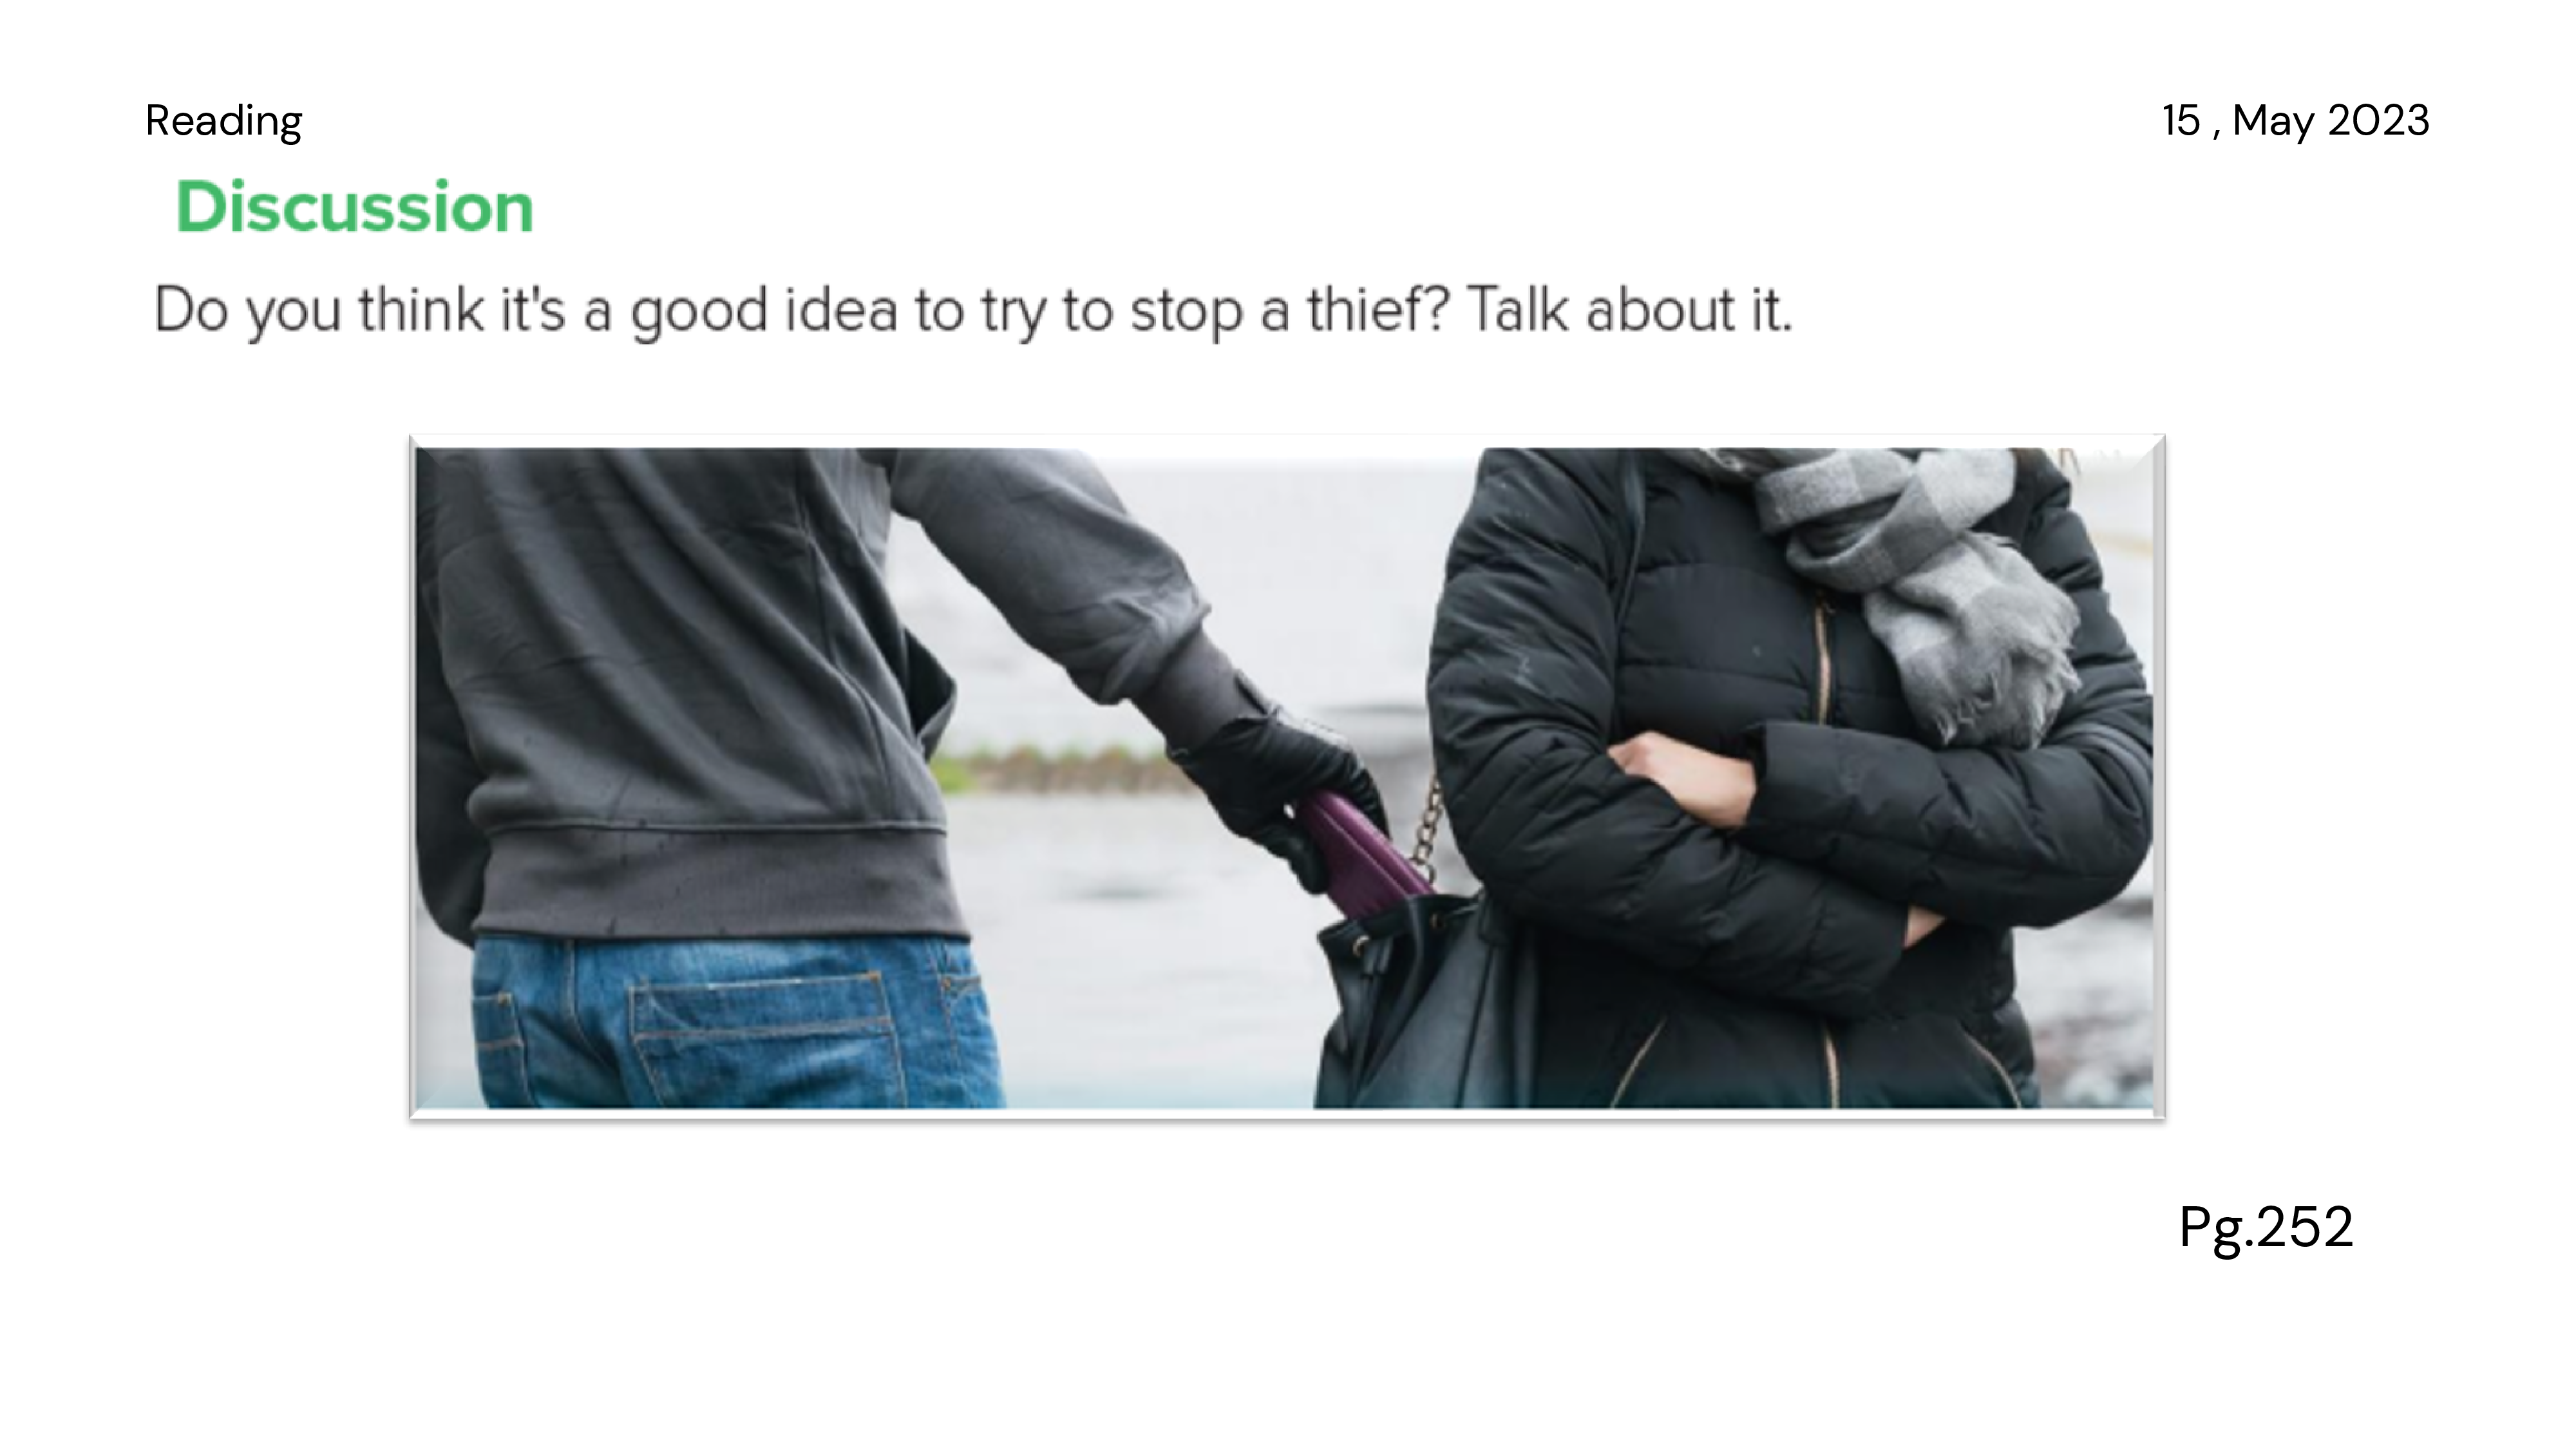 Reading
15 , May 2023
Discussion
Do you think it's a good idea to try to stop a thief? Talk about it.
Pg.252